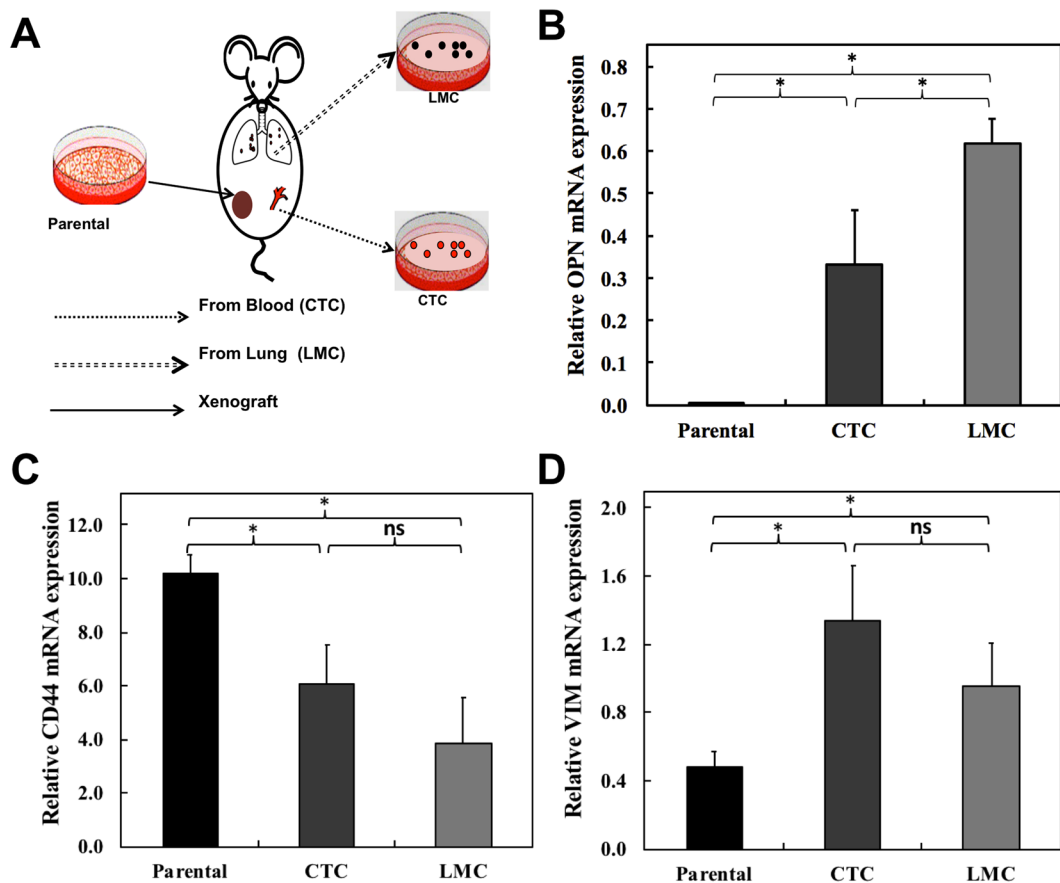 A
LMC
Parental
CTC
From Blood (CTC)
From Lung (LMC)
Xenograft
B
Relative OPN mRNA expression
0.8
0.7
0.6
0.5
0.4
0.3
0.2
0.1
0.0
*
*
*
Parental CTC LMC
C
Relative CD44 mRNA expression
12.0
10.0
8.0
6.0
4.0
2.0
0.0
*
*
ns
Parental CTC LMC
D
Relative VIM mRNA expression
2.0
1.6
1.2
0.8
0.4
0.0
*
*
ns
Parental CTC LMC